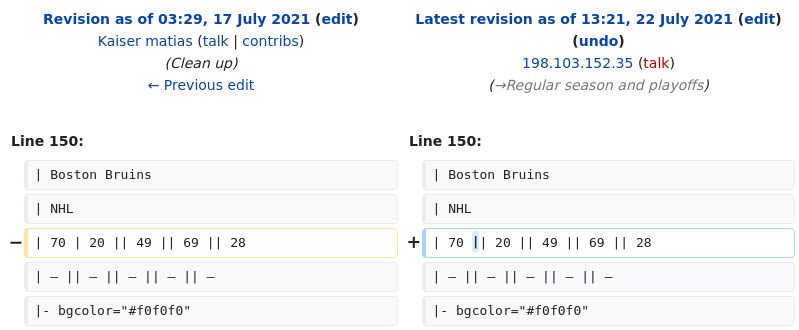 Revision as of 03:29, 17 July 2021 (edit)
Kaiser matias (talk | contribs)
(Clean up)
← Previous edit
Latest revision as of 13:21, 22 July 2021 (edit)
(undo)
198.103.152.35 (talk)
(→Regular season and playoffs)
Line 150:
Line 150:
| Boston Bruins
| Boston Bruins
| NHL
| NHL
− | 70 | 20 || 49 || 69 || 28
+ | 70 || 20 || 49 || 69 || 28
| — || — || — || — || —
| — || — || — || — || —
|- bgcolor="#f0f0f0"
|- bgcolor="#f0f0f0"